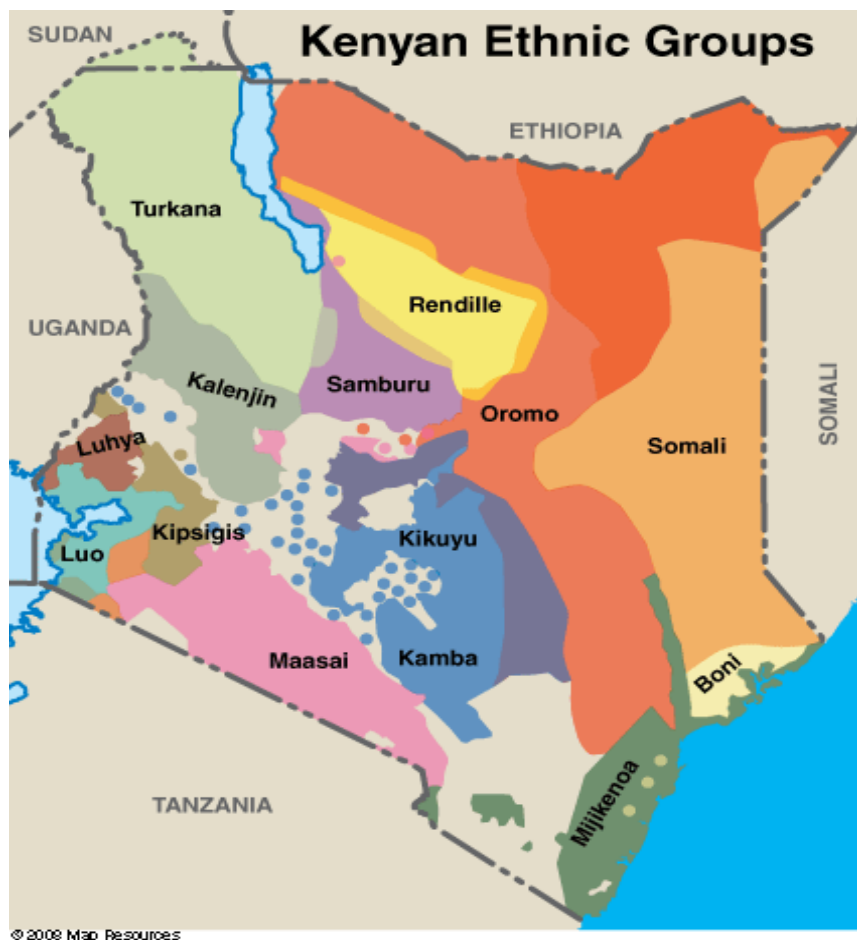 SUDAN
Kenyan Ethnic Groups
ETHIOPIA
Turkana
Rendille
UGANDA
Kalenjin
Samburu
SOMALI
Oromo
Luhya
Somali
Kipsigis
Kikuyu
Luo
Maasai
Kamba
Boni
TANZANIA
Mijikenoa
© 2008 Map Resources